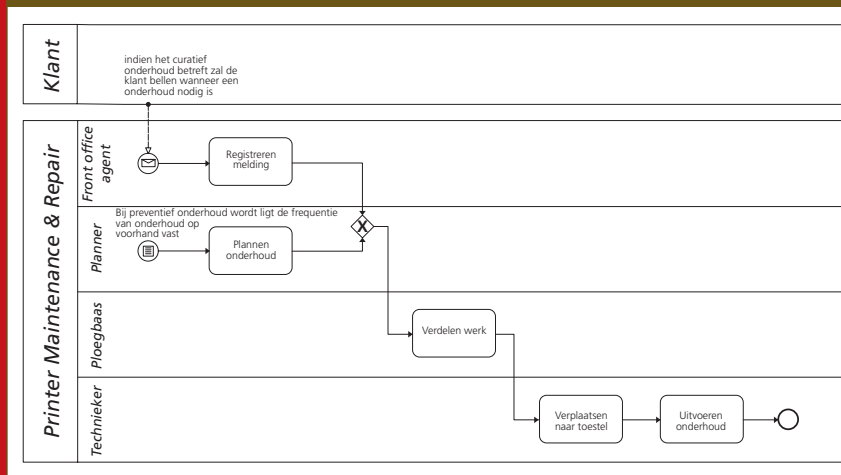 Klant
indien het curatief
onderhoud betreft zal de
klant bellen wanneer een
onderhoud nodig is
Printer Maintenance & Repair
Front office
agent
Registreren
melding
Planner
Bij preventief onderhoud wordt ligt de frequentie
van onderhoud op
voorhand vast
Plannen
onderhoud
X
Ploegbaas
Verdelen werk
Technieker
Verplaatsen
naar toestel
Uitvoeren
onderhoud